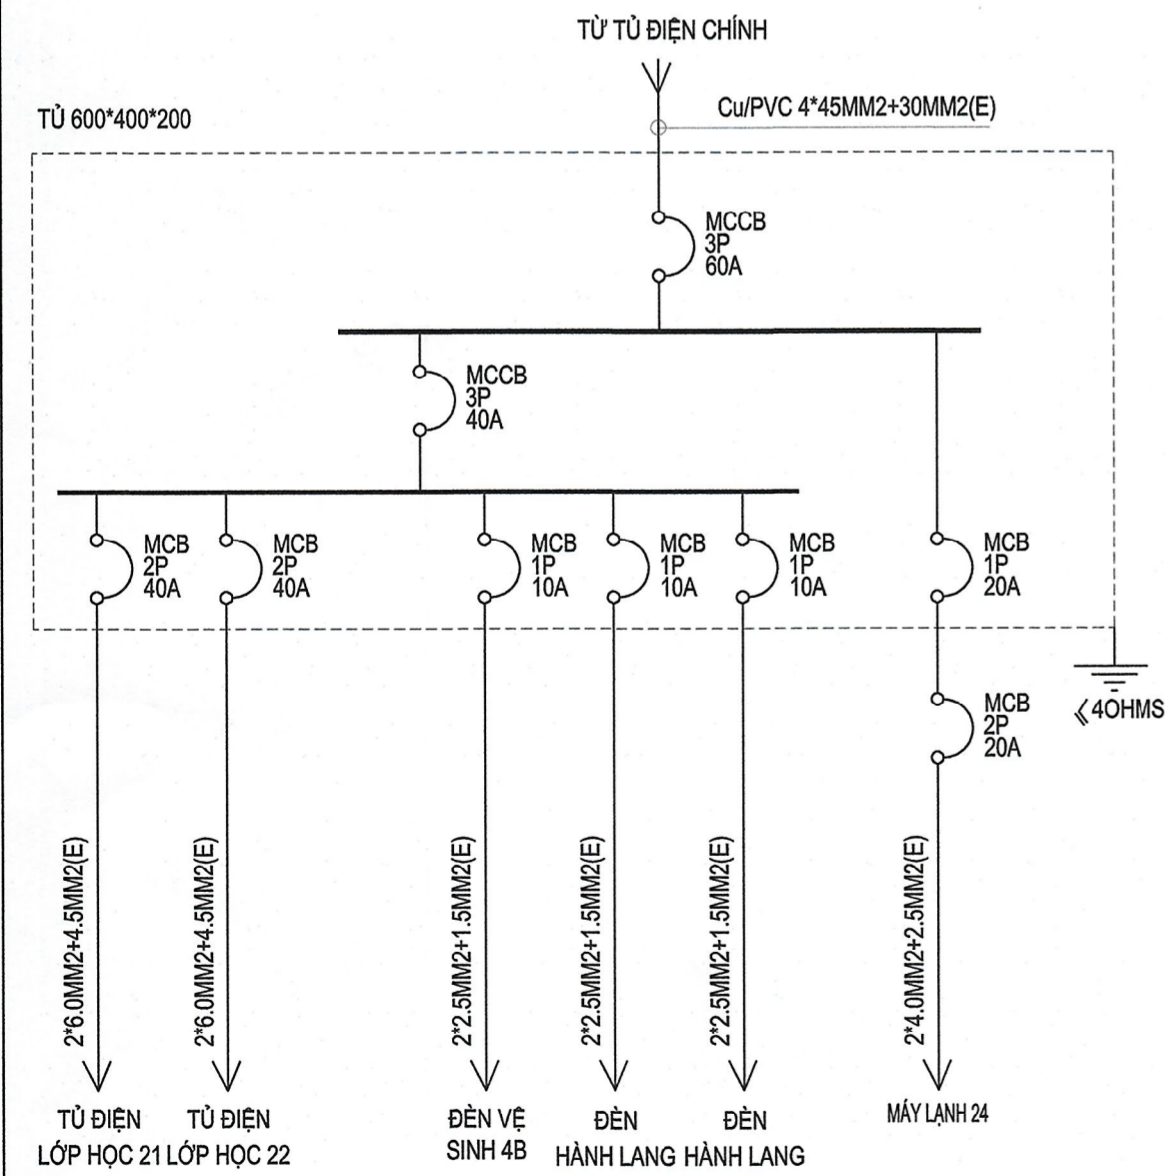 TỪ TỦ ĐIỆN CHÍNH
Cu/PVC 4*45MM2+30MM2(E)
TỦ 600*400*200
MCCB
3P
60A
MCCB
3P
40A
MCB
2P
40A
MCB
2P
40A
MCB
1P
10A
MCB
1P
10A
MCB
1P
10A
MCB
1P
20A
MCB
2P
20A
⩽4OHMS
2*6.0MM2+4.5MM2(E)
2*6.0MM2+4.5MM2(E)
2*2.5MM2+1.5MM2(E)
2*2.5MM2+1.5MM2(E)
2*2.5MM2+1.5MM2(E)
2*4.0MM2+2.5MM2(E)
TỦ ĐIỆN
LỚP HỌC 21
TỦ ĐIỆN
LỚP HỌC 22
ĐÈN VỆ
SINH 4B
ĐÈN
HÀNH LANG
ĐÈN
HÀNH LANG
MÁY LẠNH 24